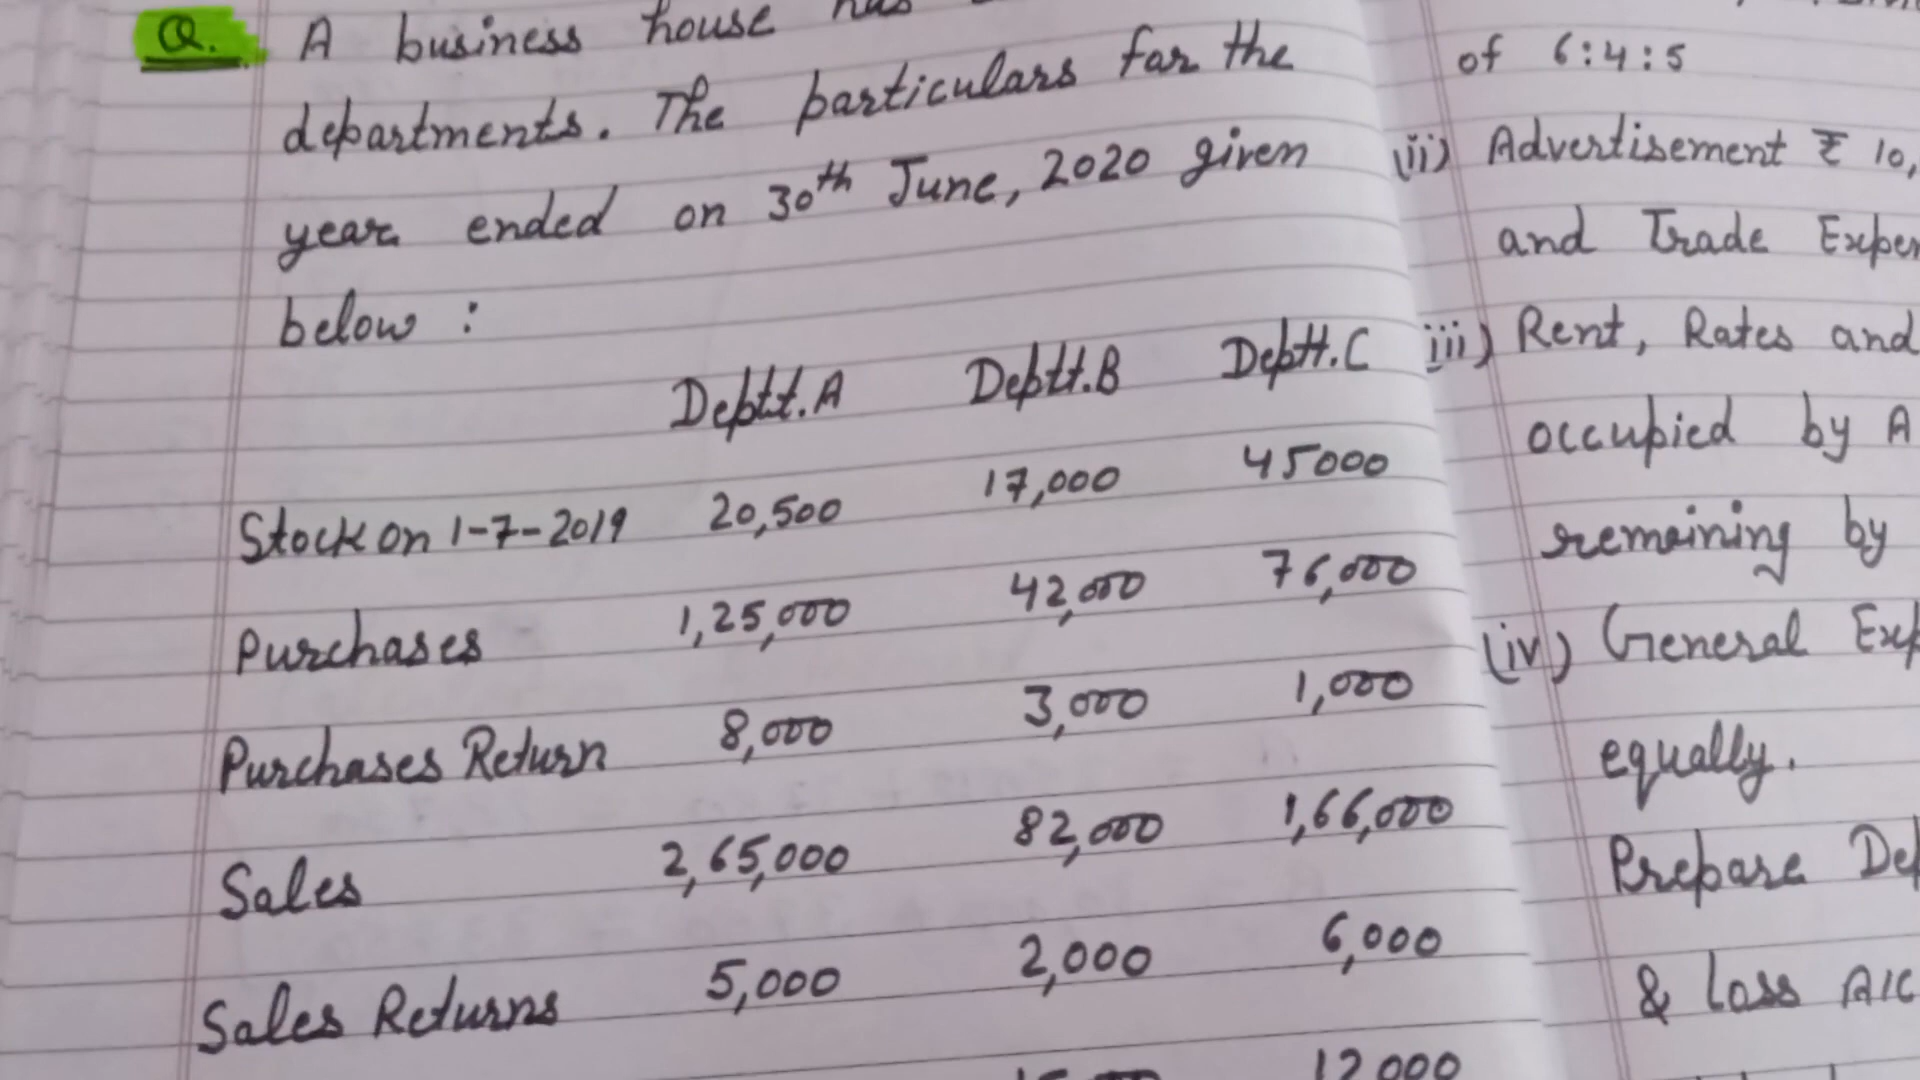 Q. A business house has
departments. The particulars for the
year ended on 30th June, 2020 given
below :
Deptt.A Deptt.B Deptt.C
Stock on 1-7-2019 20,500 17,000 45000
Purchases 1,25,000 42,000 76,000
Purchases Return 8,000 3,000 1,000
Sales 2,65,000 82,000 1,66,000
Sales Returns 5,000 2,000 6,000
12,000
of 6:4:5
(ii) Advertisement ₹ 10,
and Trade Expen
iii) Rent, Rates and
occupied by A
remaining by
(iv) General Exp
equally.
Prepare Dep
& Loss A/C